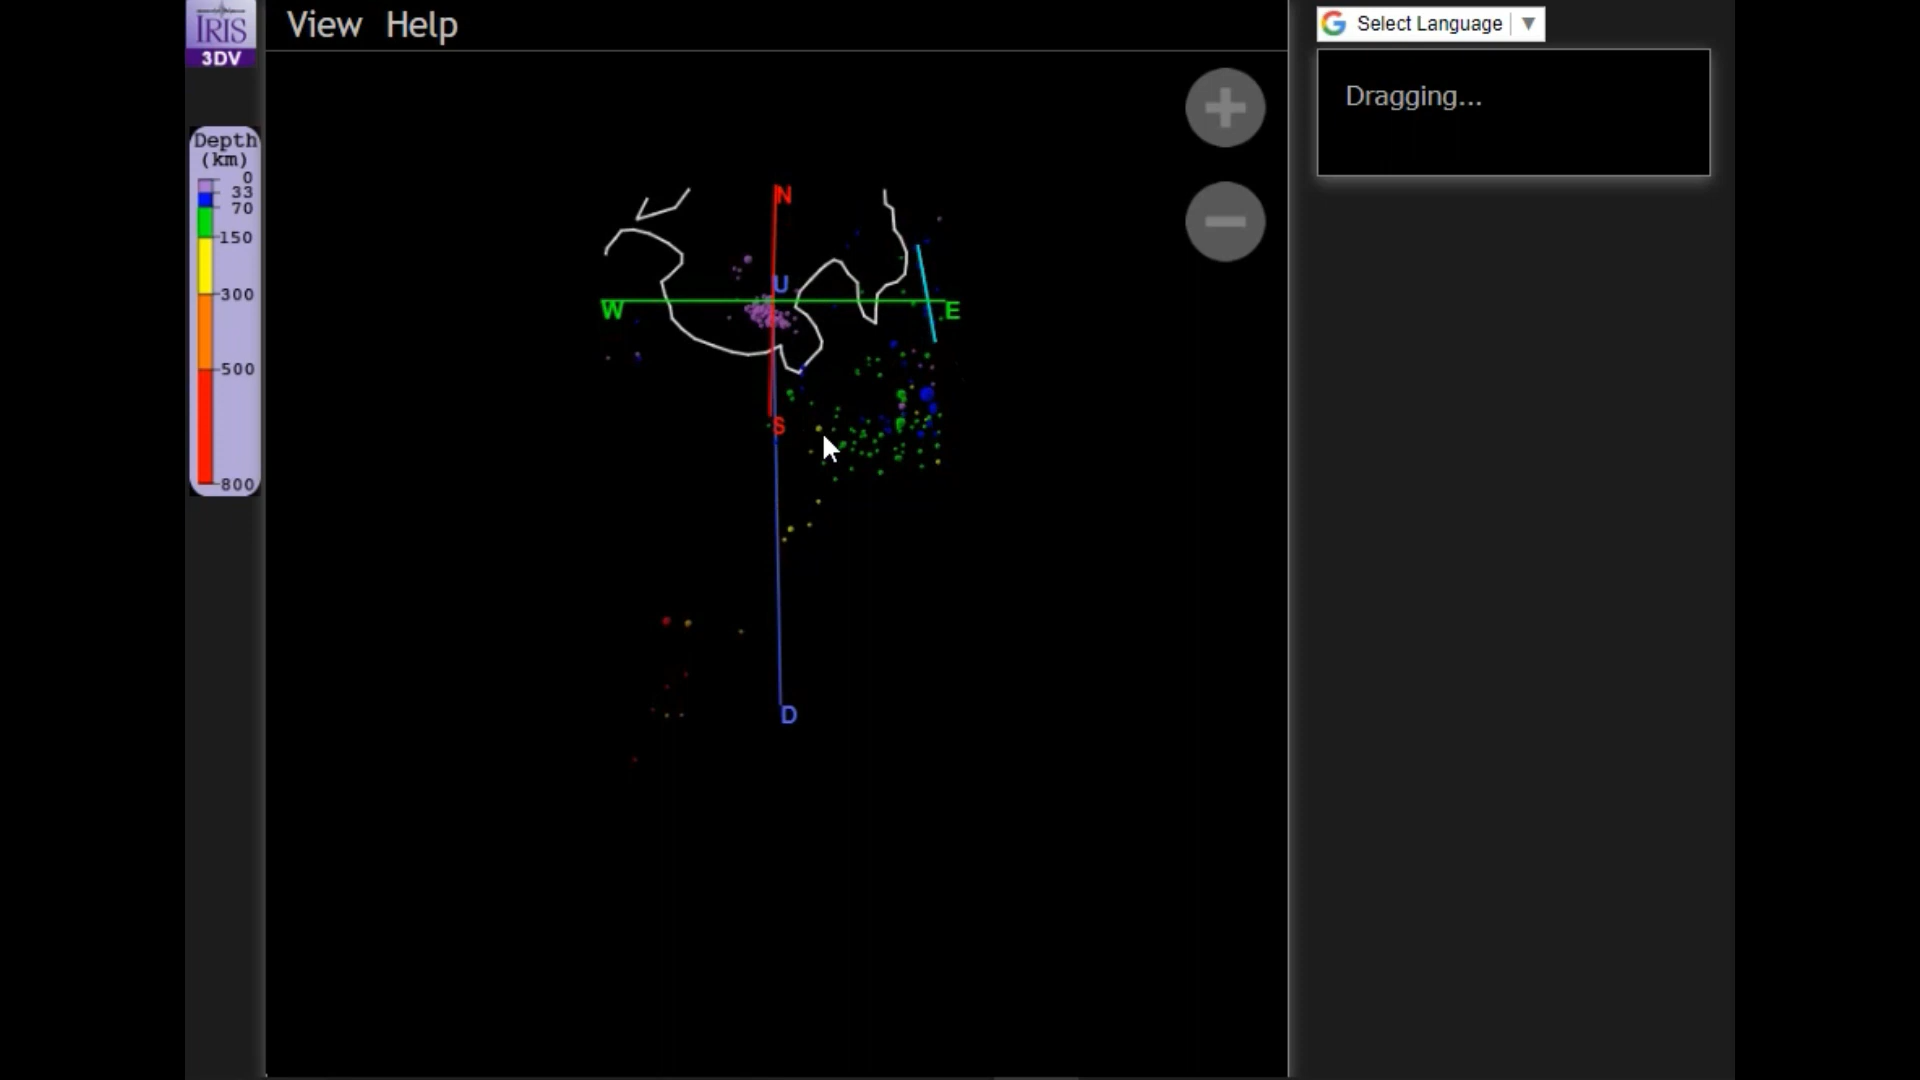 IRIS
3DV
View Help
Select Language
Dragging...
Depth
(km)
0
33
70
150
300
500
800
N
U
W
E
S
D